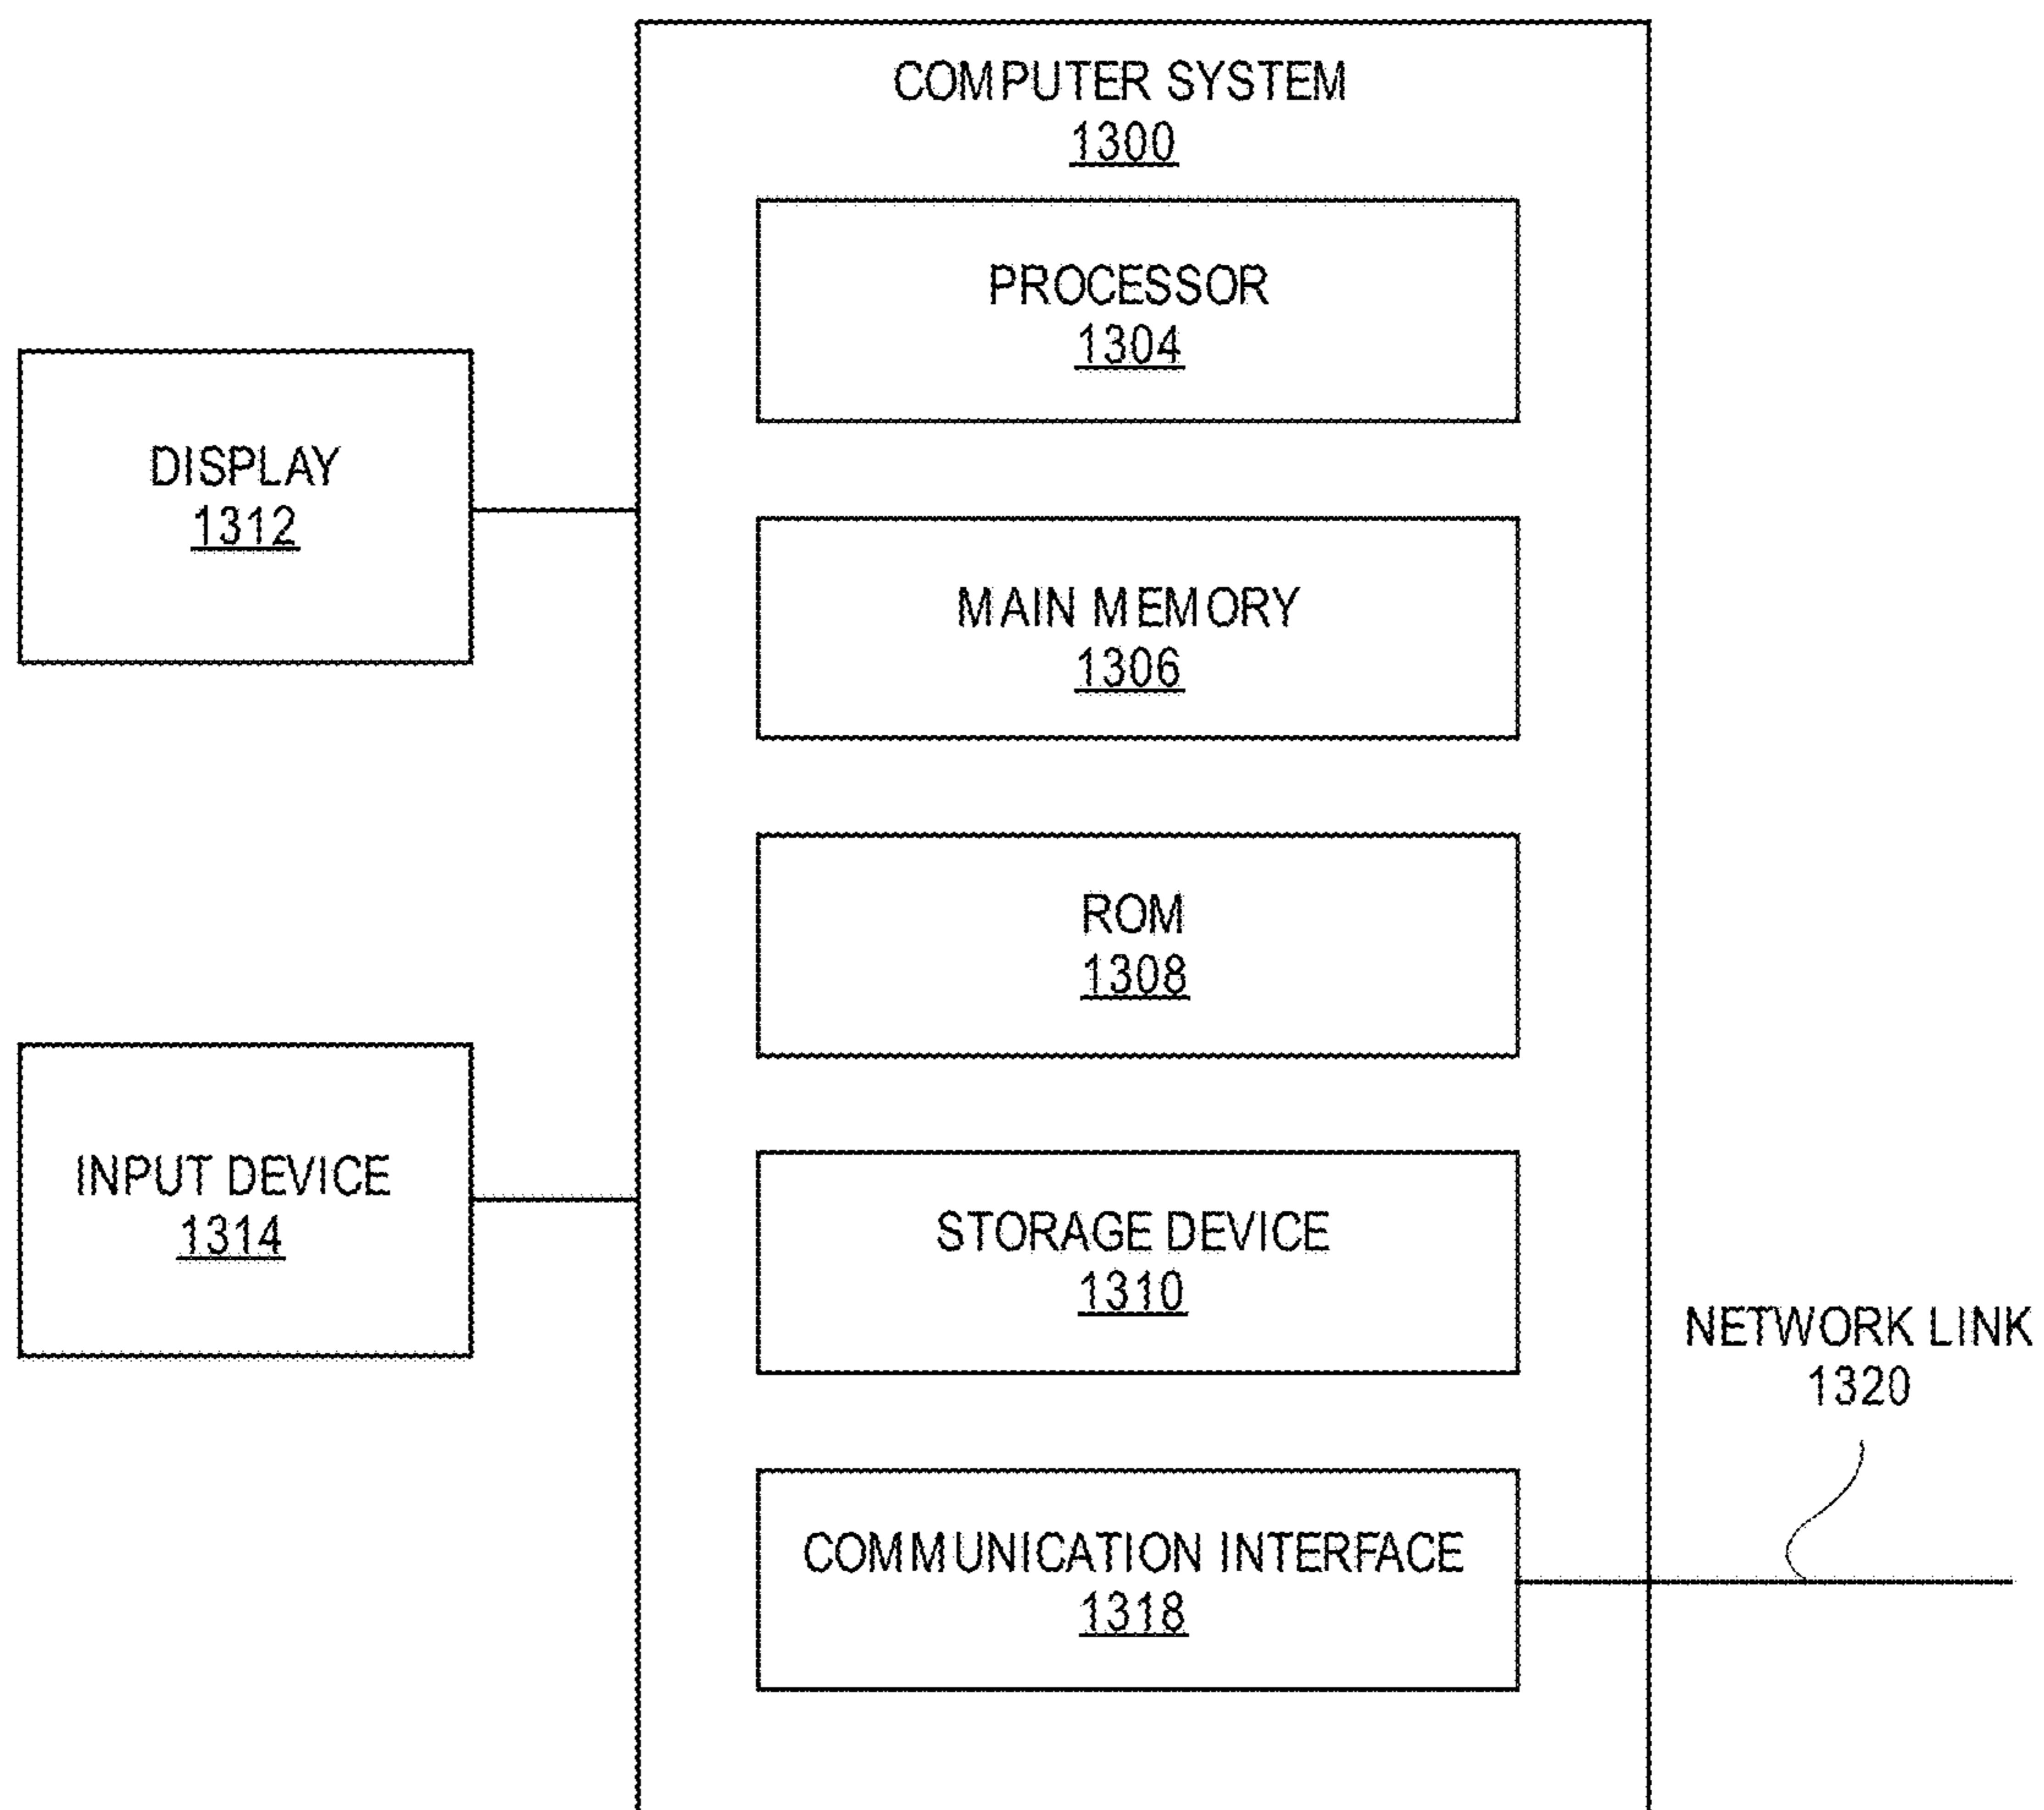 COMPUTER SYSTEM
1300
PROCESSOR
1304
DISPLAY
1312
MAIN MEMORY
1306
ROM
1308
INPUT DEVICE
1314
STORAGE DEVICE
1310
NETWORK LINK
1320
COMMUNICATION INTERFACE
1318